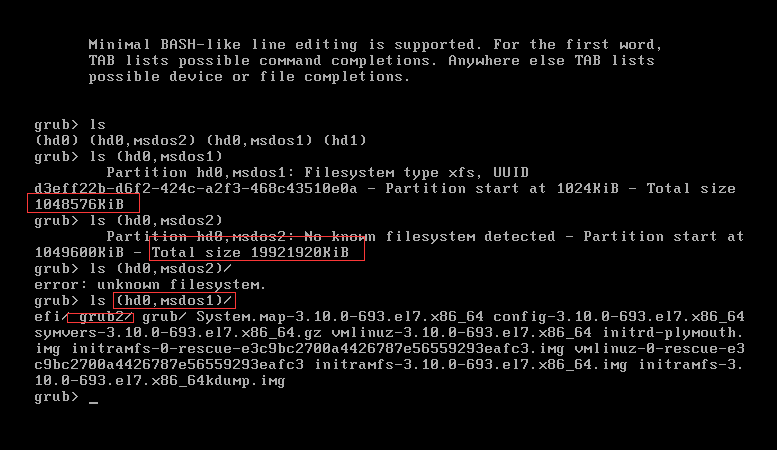 Minimal BASH-like line editing is supported. For the first word,
TAB lists possible command completions. Anywhere else TAB lists
possible device or file completions.
grub> ls
(hd0) (hd0,msdos2) (hd0,msdos1) (hd1)
grub> ls (hd0,msdos1)
Partition hd0,msdos1: Filesystem type xfs, UUID
d3eff22b-d6f2-424c-a2f3-468c43510e0a - Partition start at 1024KiB - Total size
1048576KiB
grub> ls (hd0,msdos2)
Partition hd0,msdos2: No known filesystem detected - Partition start at
1049600KiB - Total size 19921920KiB
grub> ls (hd0,msdos2)/
error: unknown filesystem.
grub> ls (hd0,msdos1)/
efi/ grub2/ grub/ System.map-3.10.0-693.el7.x86_64 config-3.10.0-693.el7.x86_64
symvers-3.10.0-693.el7.x86_64.gz vmlinuz-3.10.0-693.el7.x86_64 initrd-plymouth.
img initramfs-0-rescue-e3c9bc2700a4426787e56559293eafc3.img vmlinuz-0-rescue-e3
c9bc2700a4426787e56559293eafc3 initramfs-3.10.0-693.el7.x86_64.img initramfs-3.
10.0-693.el7.x86_64kdump.img
grub> _